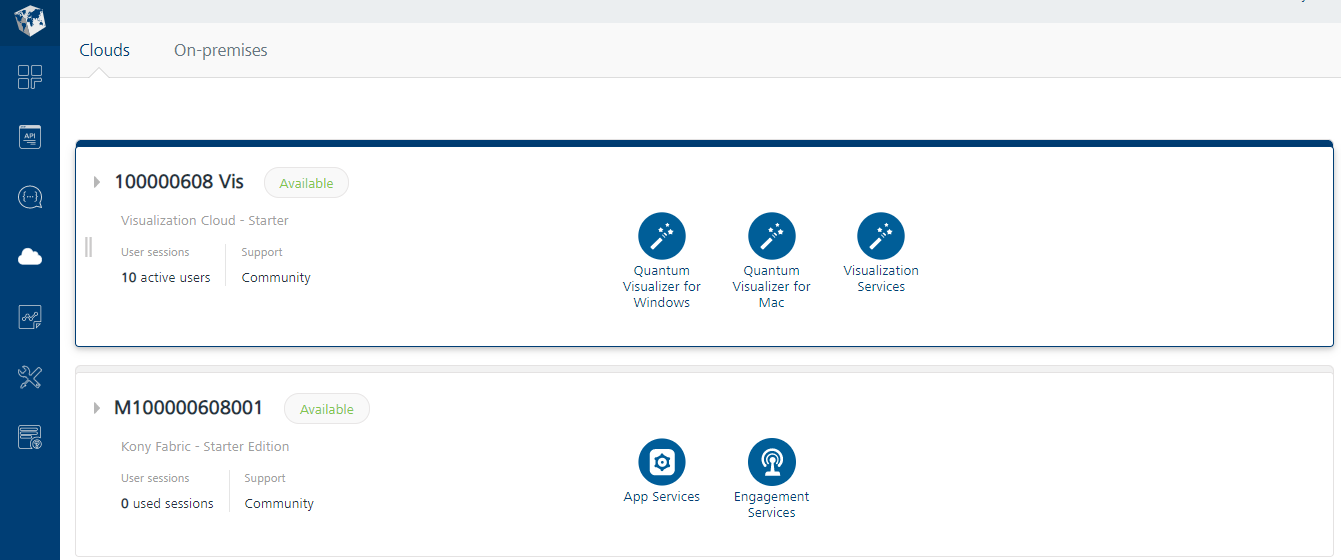 Clouds On-premises
API
100000608 Vis Available
Visualization Cloud - Starter
User sessions Support
10 active users Community
Quantum Visualizer for Windows
Quantum Visualizer for Mac
Visualization Services
M100000608001 Available
Kony Fabric - Starter Edition
User sessions Support
0 used sessions Community
App Services
Engagement Services